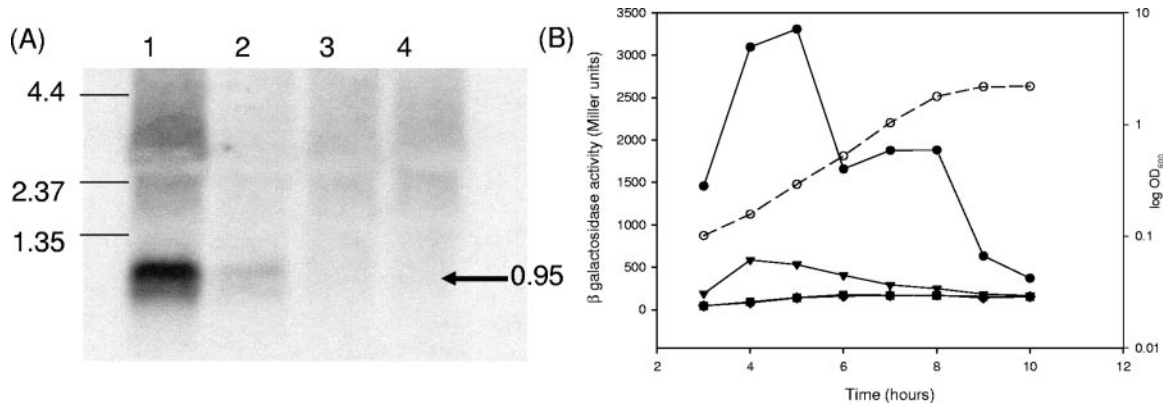 (A)
1 2 3 4
4.4
2.37
1.35
0.95
(B)
β galactosidase activity (Miller units)
3500
3000
2500
2000
1500
1000
500
0
10
1
0.1
0.01
log OD600
2 4 6 8 10 12
Time (hours)